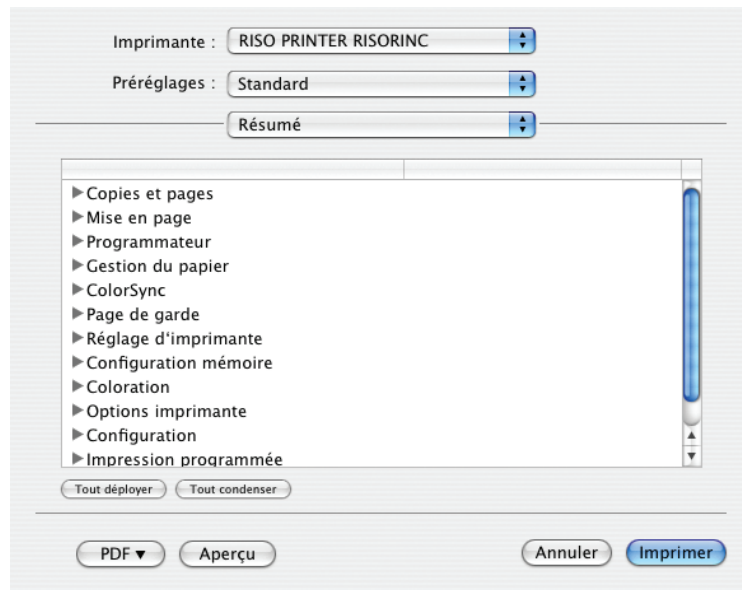 Imprimante : RISO PRINTER RISORINC
Préréglages : Standard
Résumé
Copies et pages
Mise en page
Programmateur
Gestion du papier
ColorSync
Page de garde
Réglage d‘imprimante
Configuration mémoire
Coloration
Options imprimante
Configuration
Impression programmée
Tout déployer Tout condenser
PDF ▼ Aperçu Annuler Imprimer